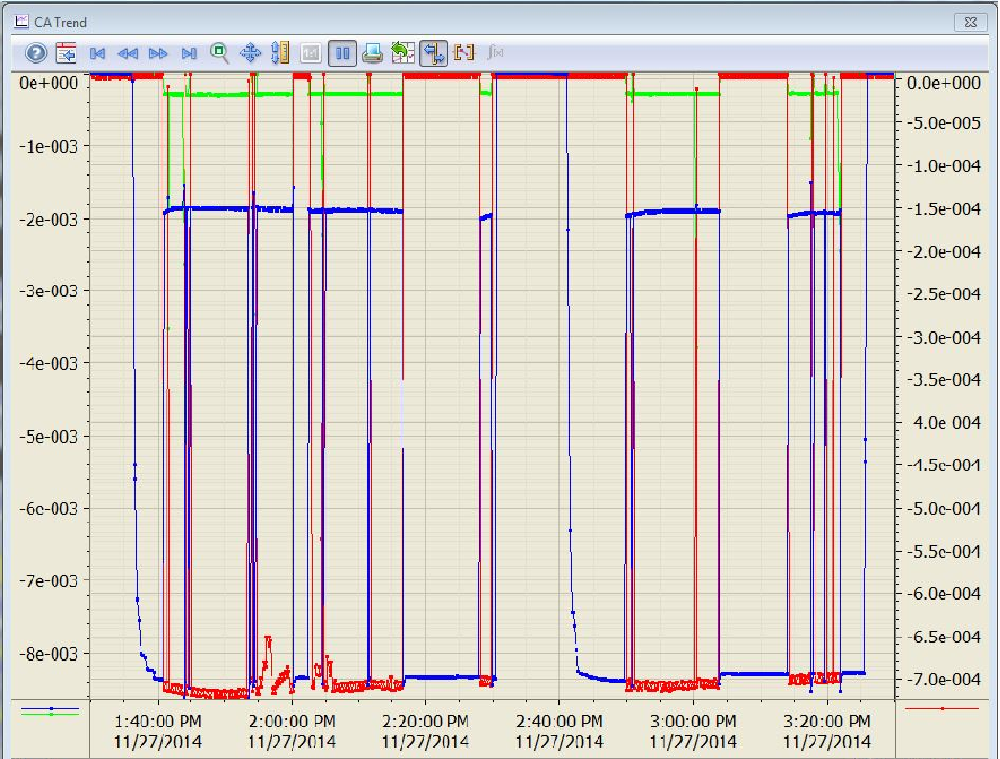 CA Trend
0e+000
-1e-003
-2e-003
-3e-003
-4e-003
-5e-003
-6e-003
-7e-003
-8e-003
0.0e+000
-5.0e-005
-1.0e-004
-1.5e-004
-2.0e-004
-2.5e-004
-3.0e-004
-3.5e-004
-4.0e-004
-4.5e-004
-5.0e-004
-5.5e-004
-6.0e-004
-6.5e-004
-7.0e-004
1:40:00 PM 2:00:00 PM 2:20:00 PM 2:40:00 PM 3:00:00 PM 3:20:00 PM
11/27/2014 11/27/2014 11/27/2014 11/27/2014 11/27/2014 11/27/2014